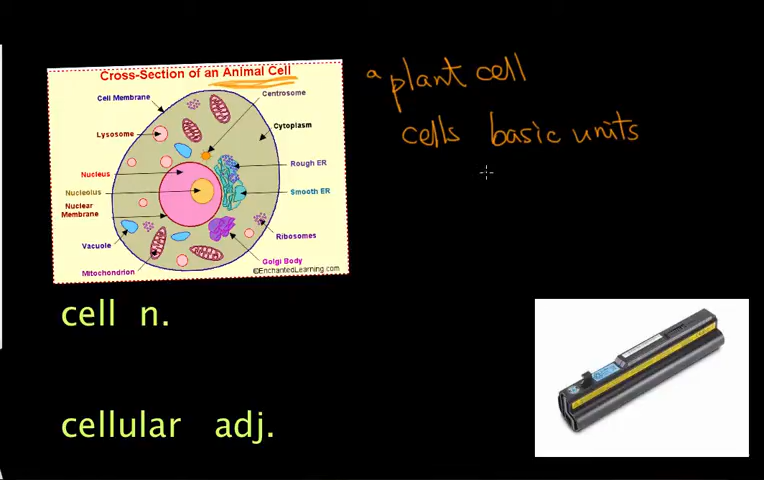 Cross-Section of an Animal Cell
Cell Membrane
Centrosome
Lysosome
Cytoplasm
Nucleus
Rough ER
Nucleolus
Smooth ER
Nuclear
Membrane
Vacuole
Ribosomes
Mitochondrion
Golgi Body
©EnchantedLearning.com
a plant cell
cells basic units
cell n.
cellular adj.